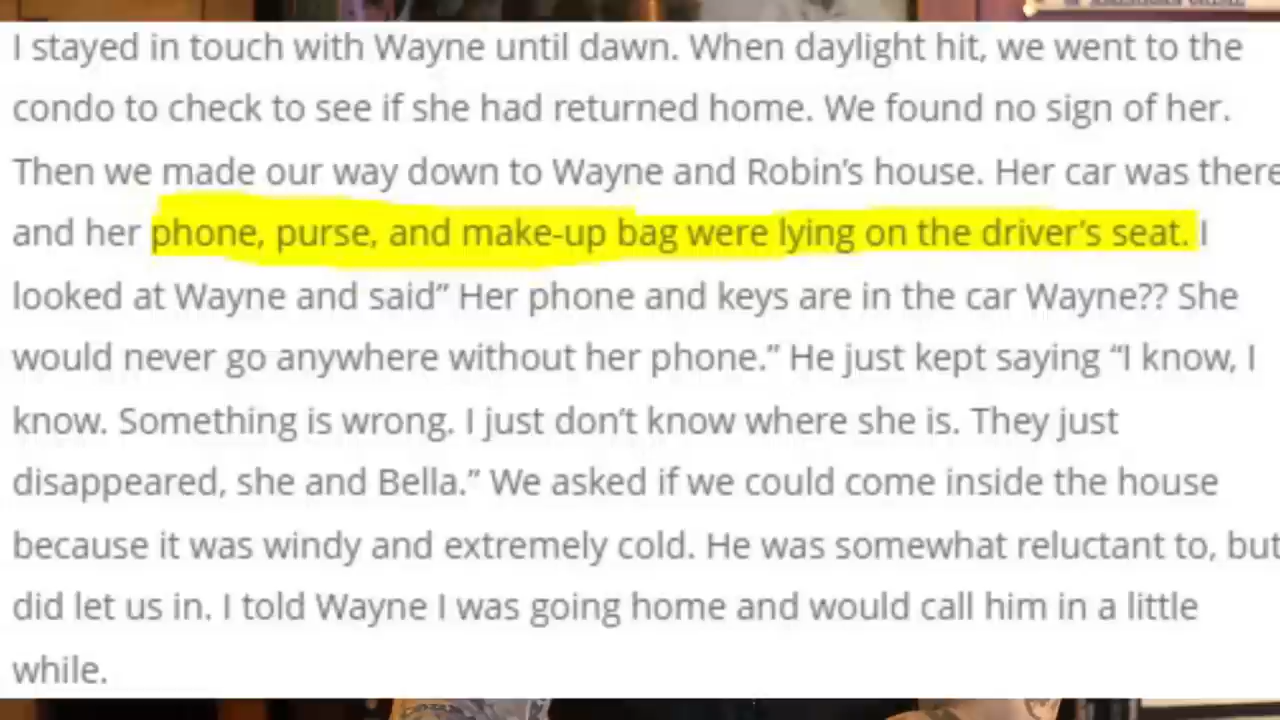 I stayed in touch with Wayne until dawn. When daylight hit, we went to the
condo to check to see if she had returned home. We found no sign of her.
Then we made our way down to Wayne and Robin’s house. Her car was there
and her phone, purse, and make-up bag were lying on the driver’s seat. I
looked at Wayne and said” Her phone and keys are in the car Wayne?? She
would never go anywhere without her phone.” He just kept saying “I know, I
know. Something is wrong. I just don’t know where she is. They just
disappeared, she and Bella.” We asked if we could come inside the house
because it was windy and extremely cold. He was somewhat reluctant to, but
did let us in. I told Wayne I was going home and would call him in a little
while.